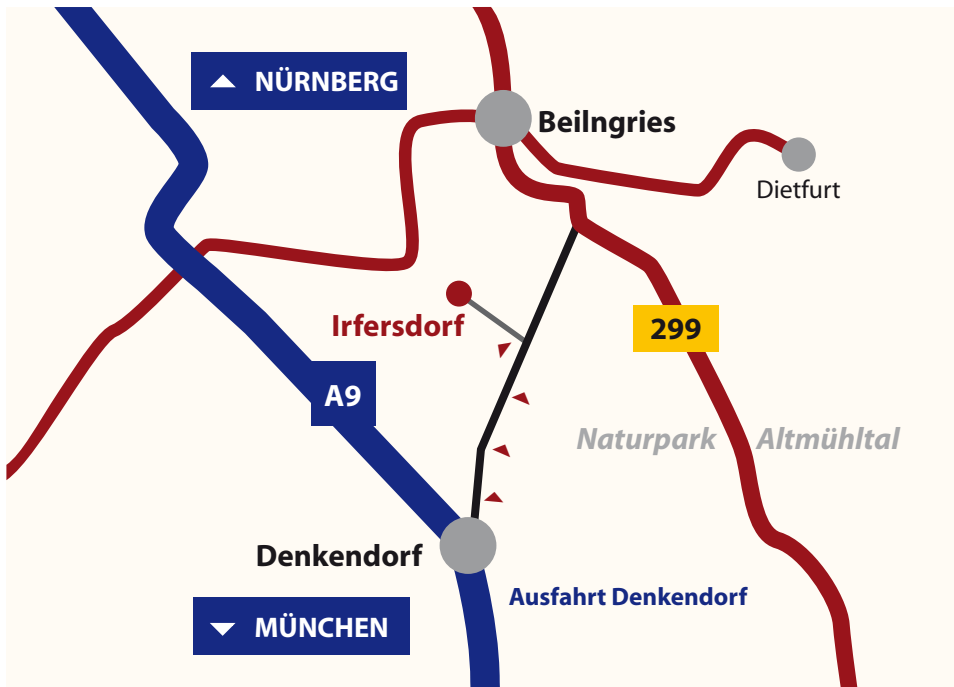 NÜRNBERG
Beilngries
Dietfurt
Irfersdorf
299
A9
Naturpark Altmühltal
Denkendorf
Ausfahrt Denkendorf
MÜNCHEN